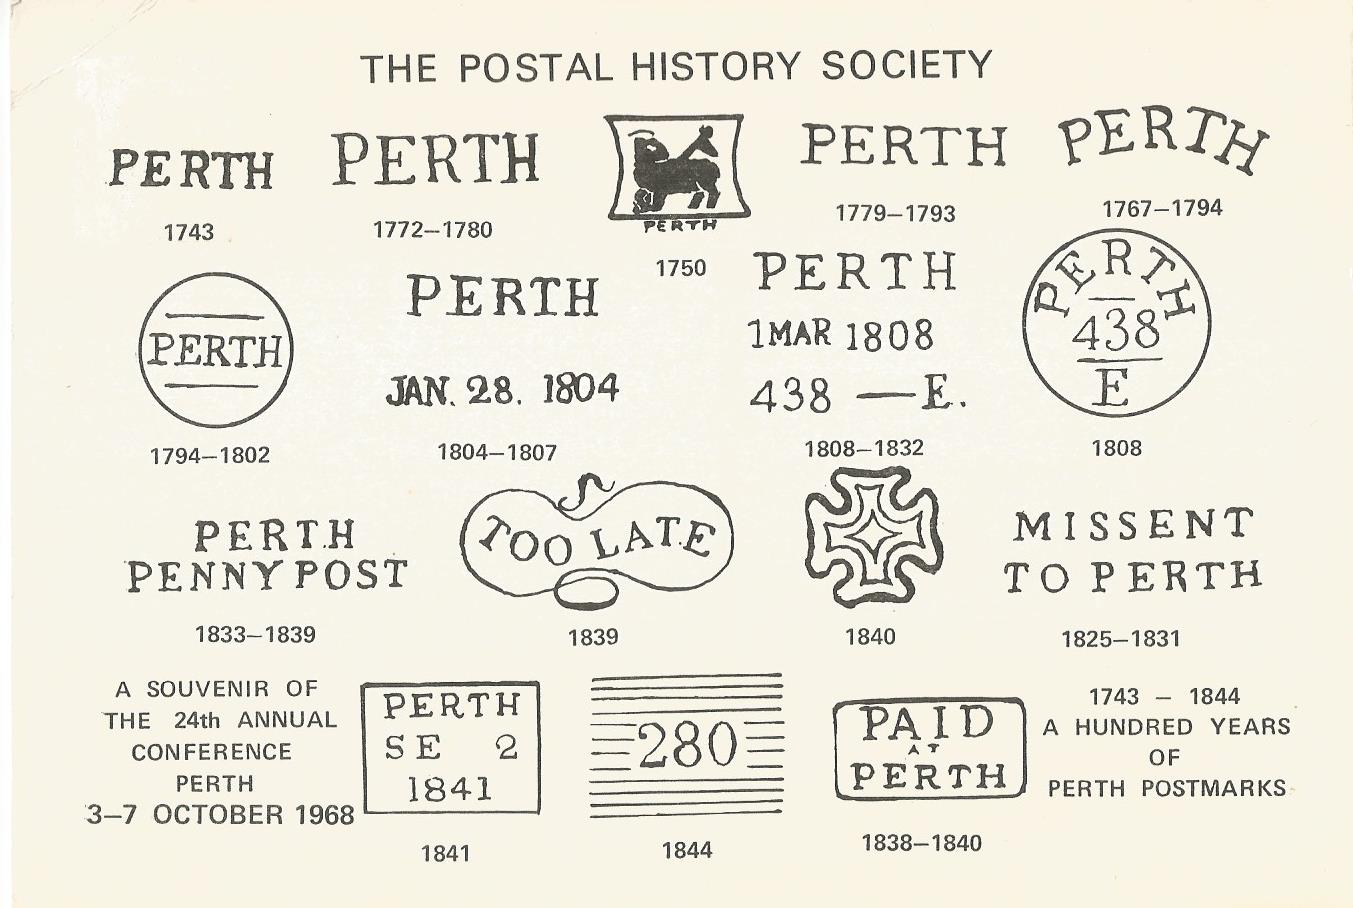 THE POSTAL HISTORY SOCIETY
PERTH
1743
PERTH
1772–1780
PERTH
1750
PERTH
1779–1793
PERTH
1767–1794
PERTH
1794–1802
PERTH
JAN. 28. 1804
1804–1807
PERTH
1MAR 1808
438 — E.
1808–1832
PERTH
438
E
1808
PERTH
PENNY POST
1833–1839
TOO LATE
1839
1840
MISSENT
TO PERTH
1825–1831
A SOUVENIR OF
THE 24th ANNUAL
CONFERENCE
PERTH
3–7 OCTOBER 1968
PERTH
SE 2
1841
1841
280
1844
PAID
AT
PERTH
1838–1840
1743 – 1844
A HUNDRED YEARS
OF
PERTH POSTMARKS